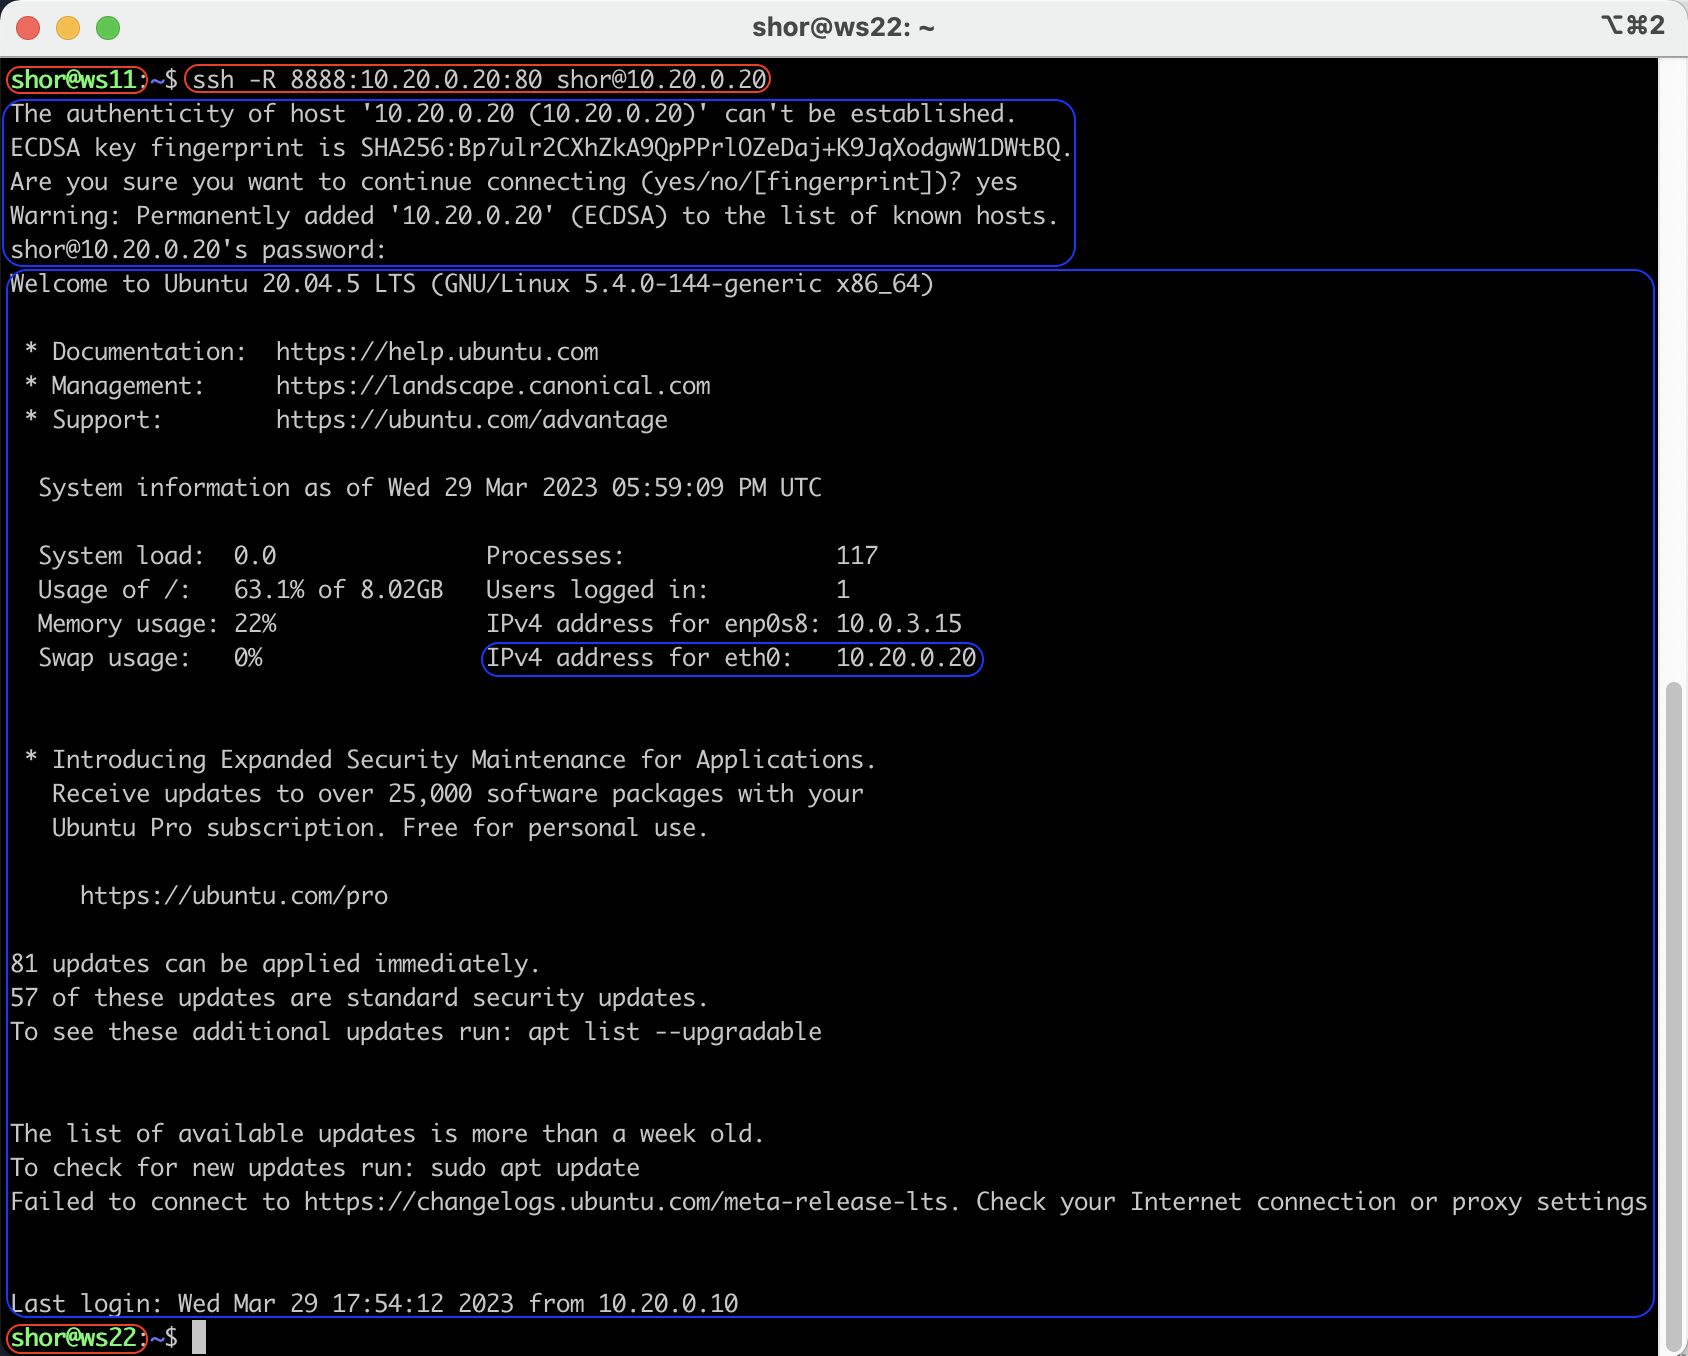 shor@ws22: ~
⌥⌘2
shor@ws11:~$ ssh -R 8888:10.20.0.20:80 shor@10.20.0.20
The authenticity of host '10.20.0.20 (10.20.0.20)' can't be established.
ECDSA key fingerprint is SHA256:Bp7ulr2CXhZkA9QpPPrlOZeDaj+K9JqXodgwW1DWtBQ.
Are you sure you want to continue connecting (yes/no/[fingerprint])? yes
Warning: Permanently added '10.20.0.20' (ECDSA) to the list of known hosts.
shor@10.20.0.20's password:
Welcome to Ubuntu 20.04.5 LTS (GNU/Linux 5.4.0-144-generic x86_64)
* Documentation:  https://help.ubuntu.com
* Management:     https://landscape.canonical.com
* Support:        https://ubuntu.com/advantage
System information as of Wed 29 Mar 2023 05:59:09 PM UTC
System load:  0.0               Processes:               117
Usage of /:   63.1% of 8.02GB   Users logged in:         1
Memory usage: 22%               IPv4 address for enp0s8: 10.0.3.15
Swap usage:   0%                IPv4 address for eth0:   10.20.0.20
* Introducing Expanded Security Maintenance for Applications.
Receive updates to over 25,000 software packages with your
Ubuntu Pro subscription. Free for personal use.
https://ubuntu.com/pro
81 updates can be applied immediately.
57 of these updates are standard security updates.
To see these additional updates run: apt list --upgradable
The list of available updates is more than a week old.
To check for new updates run: sudo apt update
Failed to connect to https://changelogs.ubuntu.com/meta-release-lts. Check your Internet connection or proxy settings
Last login: Wed Mar 29 17:54:12 2023 from 10.20.0.10
shor@ws22:~$